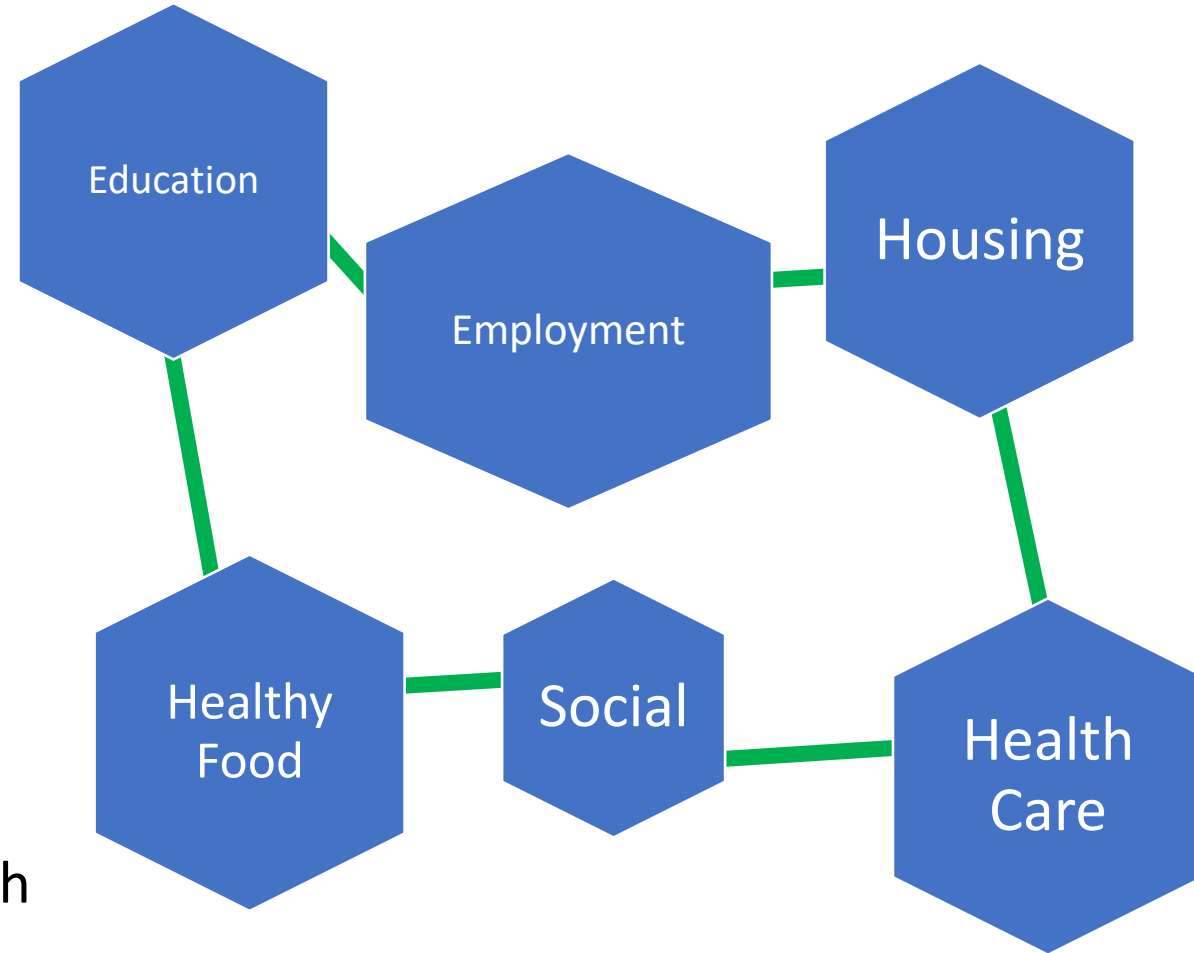 Education
Housing
Employment
Healthy
Food
Social
Health
Care
h